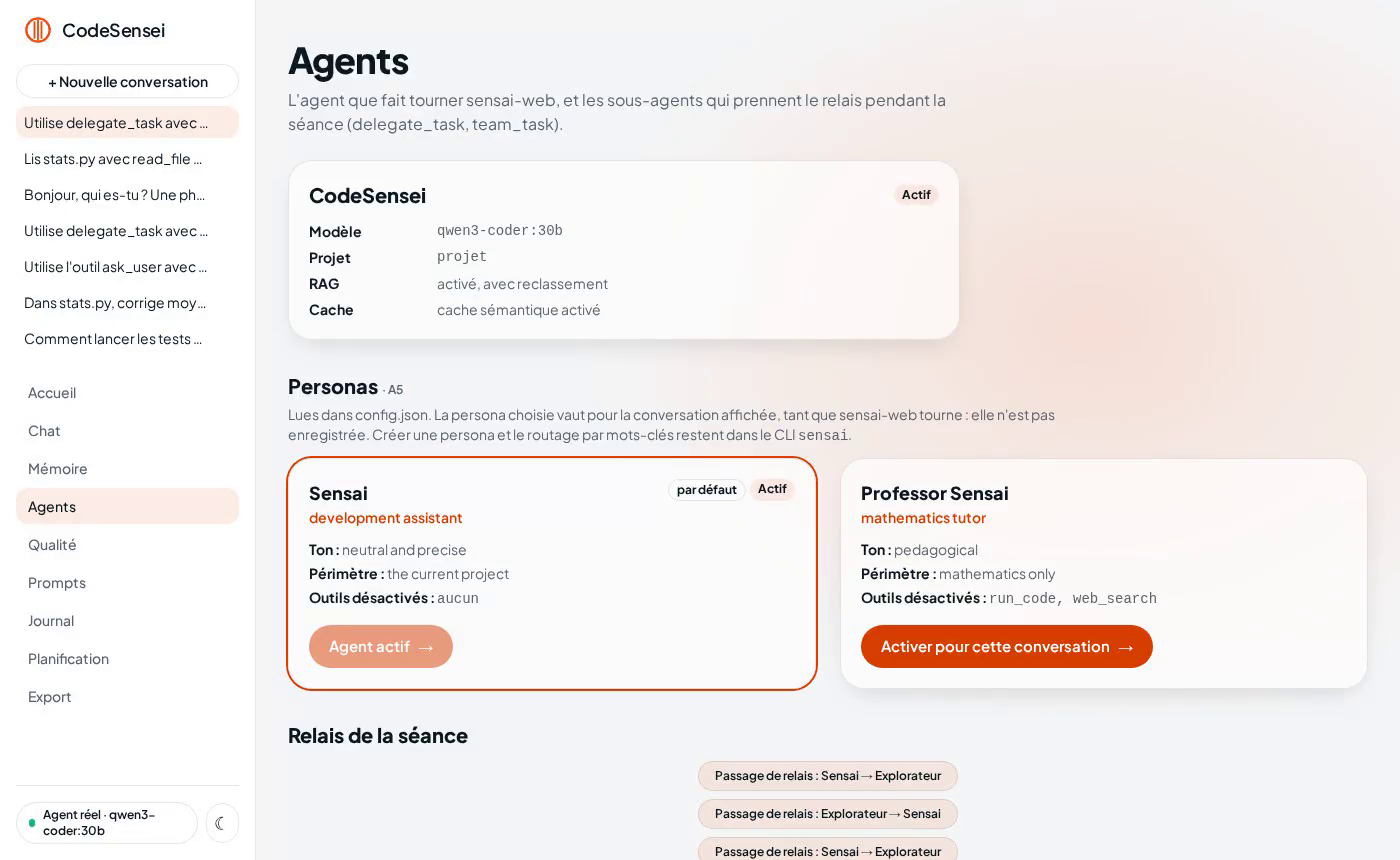 CodeSensei
+ Nouvelle conversation
Utilise delegate_task avec ...
Lis stats.py avec read_file ...
Bonjour, qui es-tu ? Une ph...
Utilise delegate_task avec ...
Utilise l'outil ask_user avec ...
Dans stats.py, corrige moy...
Comment lancer les tests ...
Accueil
Chat
Mémoire
Agents
Qualité
Prompts
Journal
Planification
Export
Agent réel · qwen3-
coder:30b
Agents
L'agent que fait tourner sensai-web, et les sous-agents qui prennent le relais pendant la
séance (delegate_task, team_task).
CodeSensei
Actif
Modèle qwen3-coder:30b
Projet projet
RAG activé, avec reclassement
Cache cache sémantique activé
Personas · A5
Lues dans config.json. La persona choisie vaut pour la conversation affichée, tant que sensai-web tourne : elle n'est pas
enregistrée. Créer une persona et le routage par mots-clés restent dans le CLI sensai.
Sensai
par défaut
Actif
development assistant
Ton : neutral and precise
Périmètre : the current project
Outils désactivés : aucun
Agent actif →
Professor Sensai
mathematics tutor
Ton : pedagogical
Périmètre : mathematics only
Outils désactivés : run_code, web_search
Activer pour cette conversation →
Relais de la séance
Passage de relais : Sensai → Explorateur
Passage de relais : Explorateur → Sensai
Passage de relais : Sensai → Explorateur